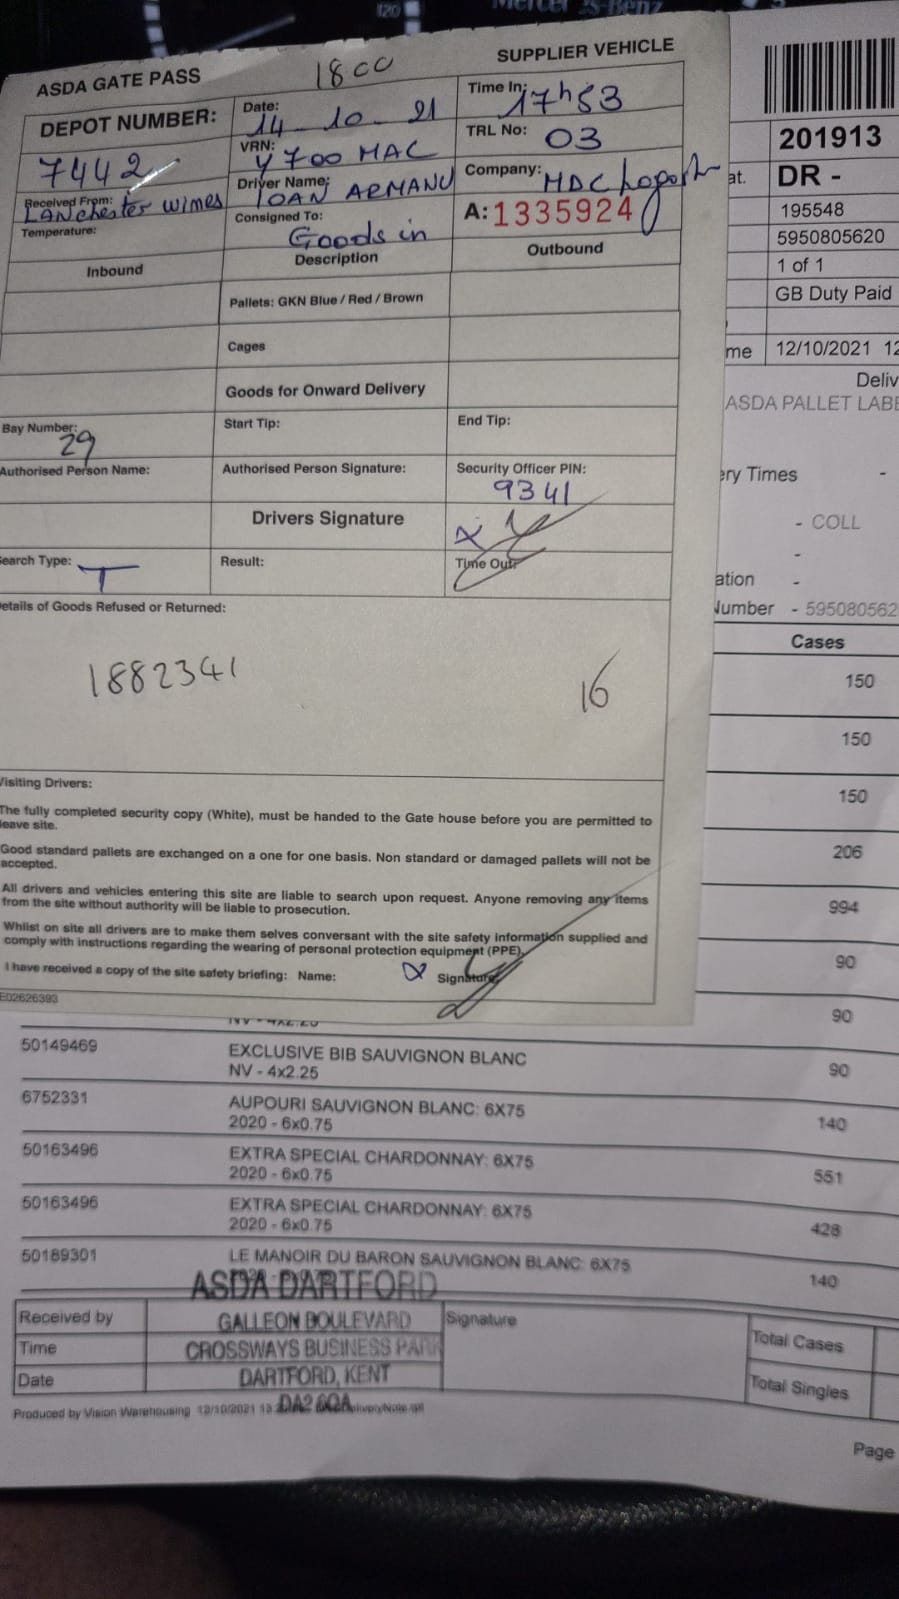 120
Mercedes-Benz
ASDA GATE PASS
1800
SUPPLIER VEHICLE
DEPOT NUMBER:
7442
Date:
14-10-21
Time In:
17h53
VRN:
Y700 MAC
TRL No:
03
Received From:
LANchester wines
Driver Name:
IOAN ARMANU
Company:
Temperature:
Consigned To:
Goods in
A:1335924
Inbound
Description
Outbound
Pallets: GKN Blue / Red / Brown
Cages
Goods for Onward Delivery
Bay Number:
29
Start Tip:
End Tip:
Authorised Person Name:
Authorised Person Signature:
Security Officer PIN:
9341
Drivers Signature
x
earch Type:
T
Result:
Time Out:
etails of Goods Refused or Returned:
1882341
16
Visiting Drivers:
The fully completed security copy (White), must be handed to the Gate house before you are permitted to
leave site.
Good standard pallets are exchanged on a one for one basis. Non standard or damaged pallets will not be
accepted.
All drivers and vehicles entering this site are liable to search upon request. Anyone removing any items
from the site without authority will be liable to prosecution.
Whilst on site all drivers are to make them selves conversant with the site safety information supplied and
comply with instructions regarding the wearing of personal protection equipment (PPE).
I have received a copy of the site safety briefing: Name:
Signature:
E02626393
201913
at.
DR -
195548
5950805620
1 of 1
GB Duty Paid
me
12/10/2021 12
Deliv
ASDA PALLET LABE
ery Times -
- COLL
-
ation -
Number - 595080562
Cases
150
150
150
206
994
90
90
NV - 4x2.25
50149469 EXCLUSIVE BIB SAUVIGNON BLANC
NV - 4x2.25 90
6752331 AUPOURI SAUVIGNON BLANC: 6X75
2020 - 6x0.75 140
50163496 EXTRA SPECIAL CHARDONNAY: 6X75
2020 - 6x0.75 551
50163496 EXTRA SPECIAL CHARDONNAY: 6X75
2020 - 6x0.75 428
50189301 LE MANOIR DU BARON SAUVIGNON BLANC: 6X75
140
ASDA DARTFORD
GALLEON BOULEVARD
CROSSWAYS BUSINESS PARK
DARTFORD, KENT
DA2 6QA
Received by
Time
Date
Signature
Total Cases
Total Singles
Produced by Vision Warehousing 12/10/2021
Page